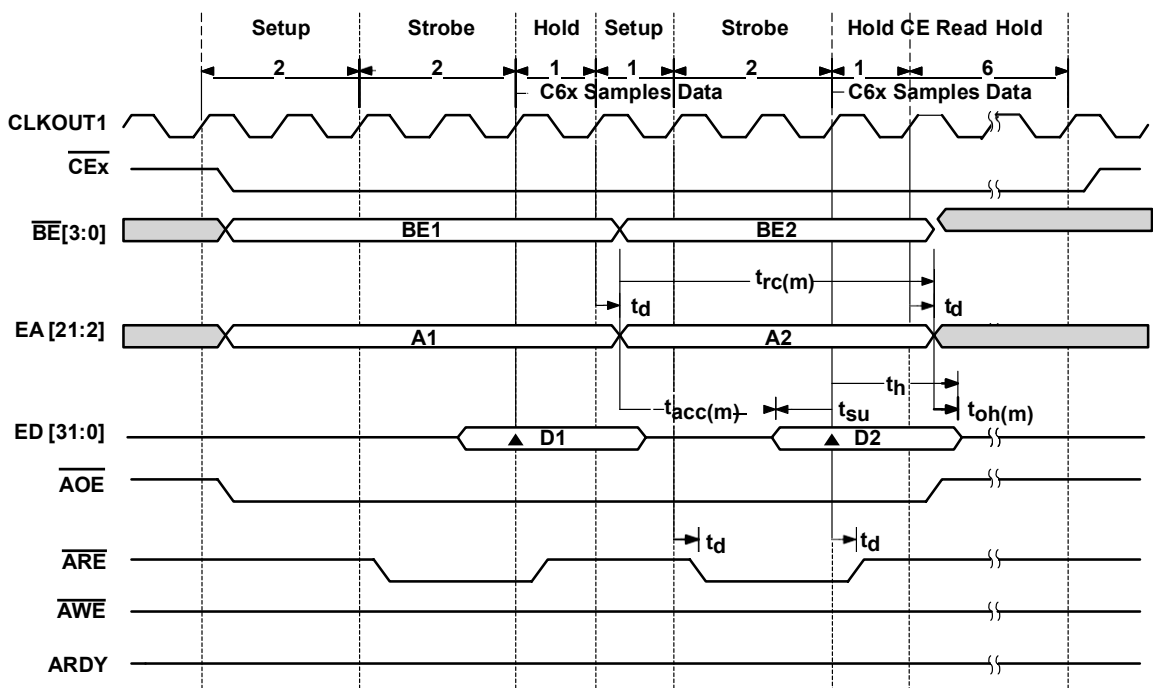 Setup Strobe Hold Setup Strobe Hold CE Read Hold
2 2 1 1 2 1 6
C6x Samples Data C6x Samples Data
CLKOUT1
CEx
BE[3:0] BE1 BE2
trc(m)
td td
EA [21:2] A1 A2
th
tacc(m) tsu toh(m)
ED [31:0] D1 D2
AOE
td td
ARE
AWE
ARDY